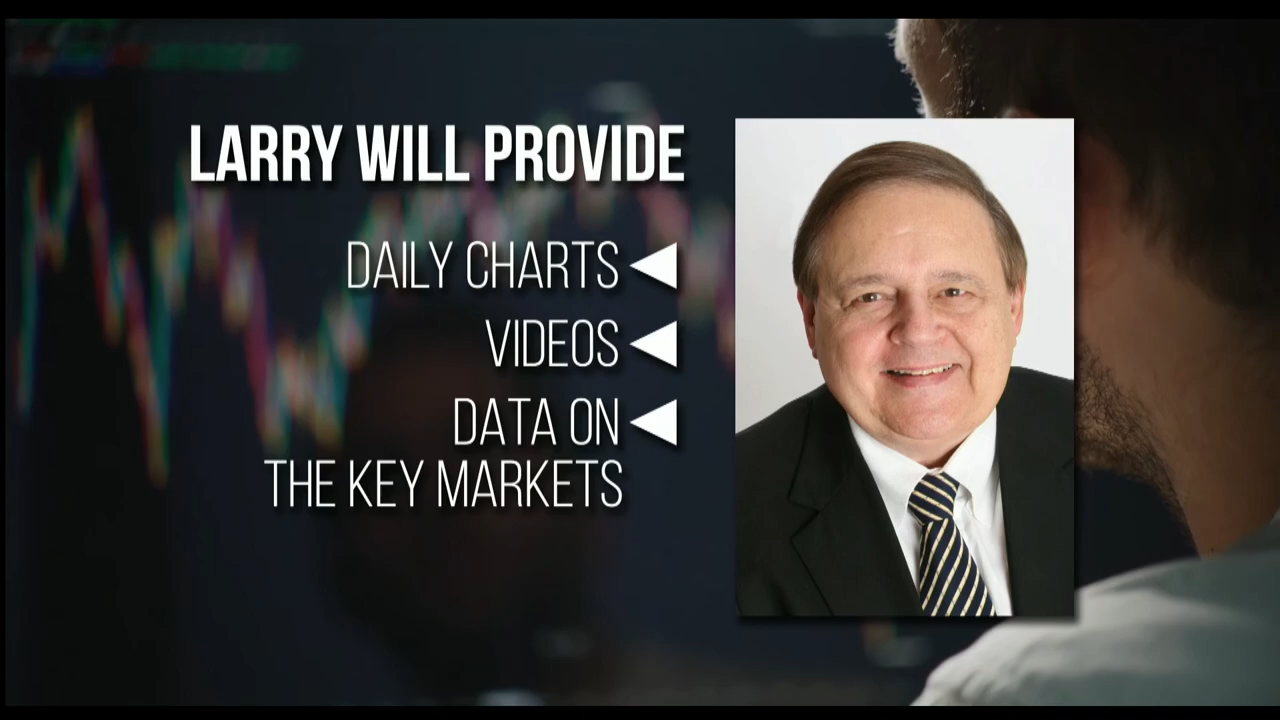 LARRY WILL PROVIDE
DAILY CHARTS
VIDEOS
DATA ON
THE KEY MARKETS